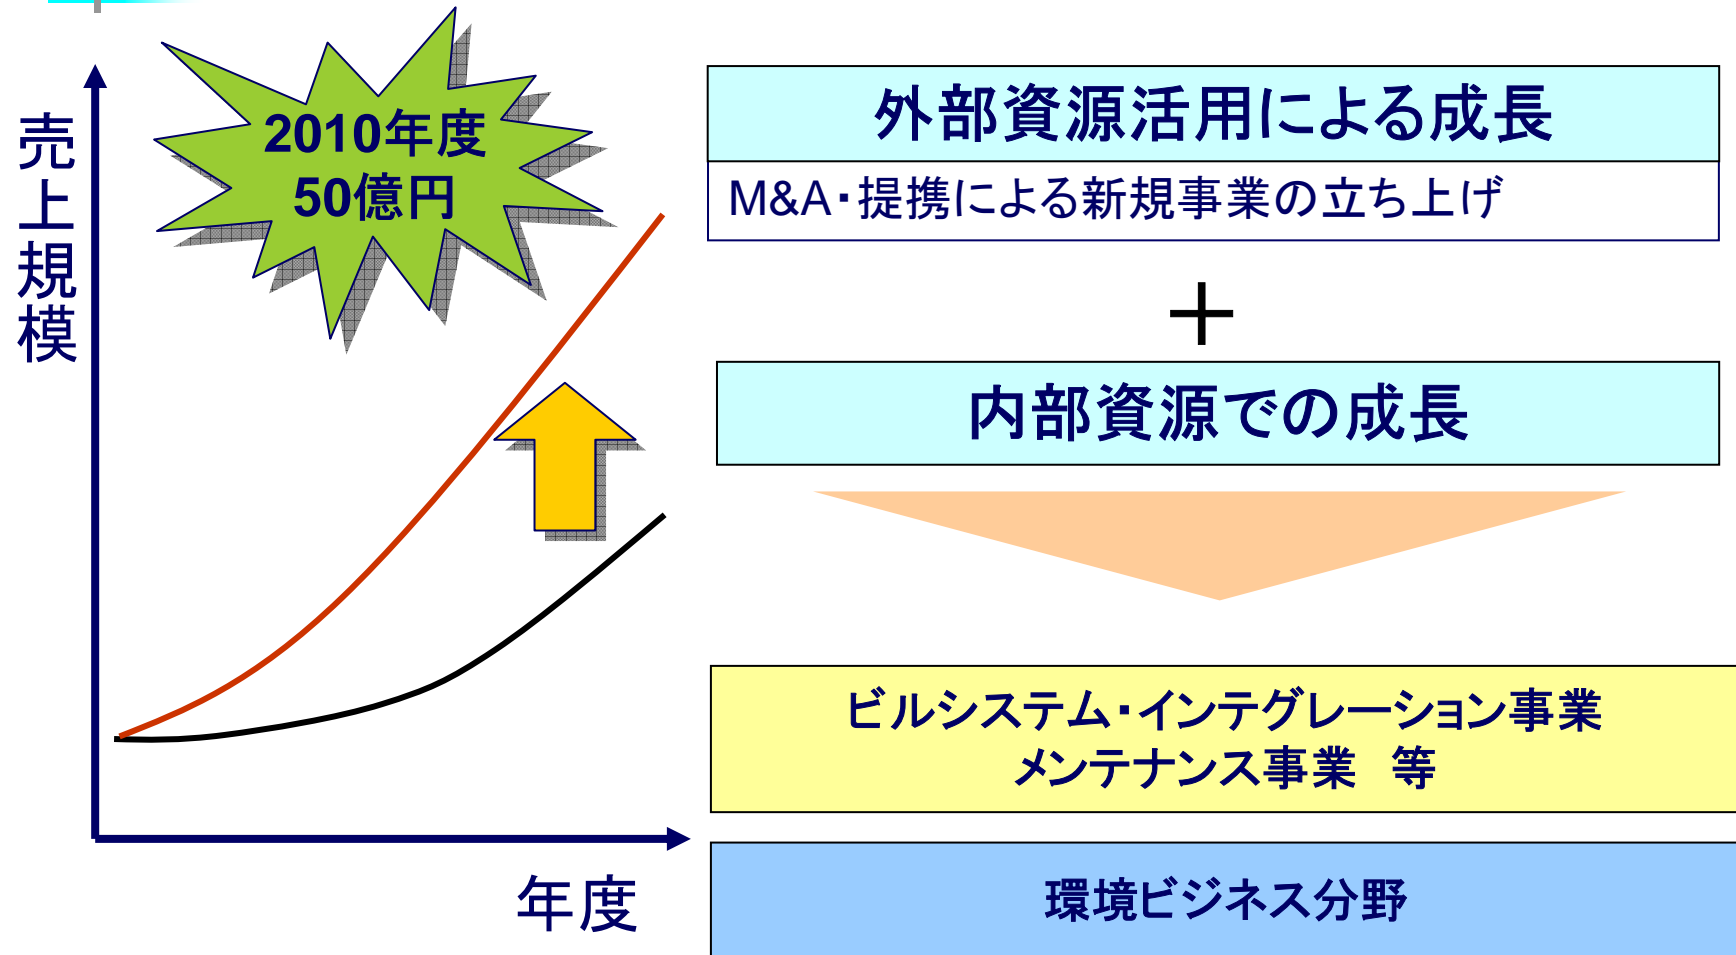 売上規模
2010年度
50億円
年度
外部資源活用による成長
M&A・提携による新規事業の立ち上げ
＋
内部資源での成長
ビルシステム・インテグレーション事業
メンテナンス事業　等
環境ビジネス分野